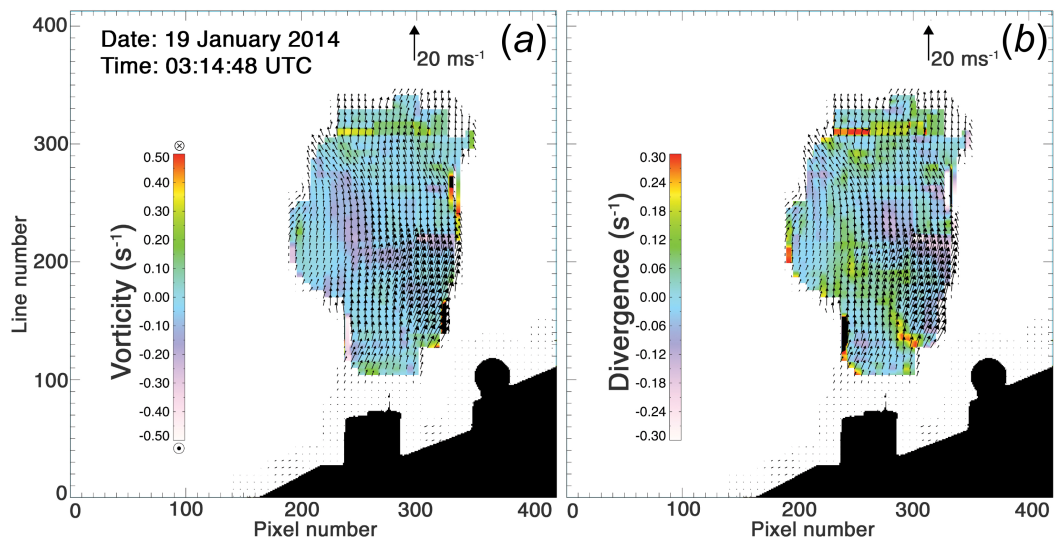 Date: 19 January 2014
Time: 03:14:48 UTC
(a)
20 ms-1
(b)
20 ms-1
400
300
200
100
0
Line number
Vorticity (s-1)
⊗
0.50
0.40
0.30
0.20
0.00
-0.10
-0.20
-0.30
-0.40
-0.50
⊙
Divergence (s-1)
0.30
0.24
0.18
0.12
0.06
0.00
-0.06
-0.12
-0.18
-0.24
-0.30
0 100 200 300 400
Pixel number
0 100 200 300 400
Pixel number